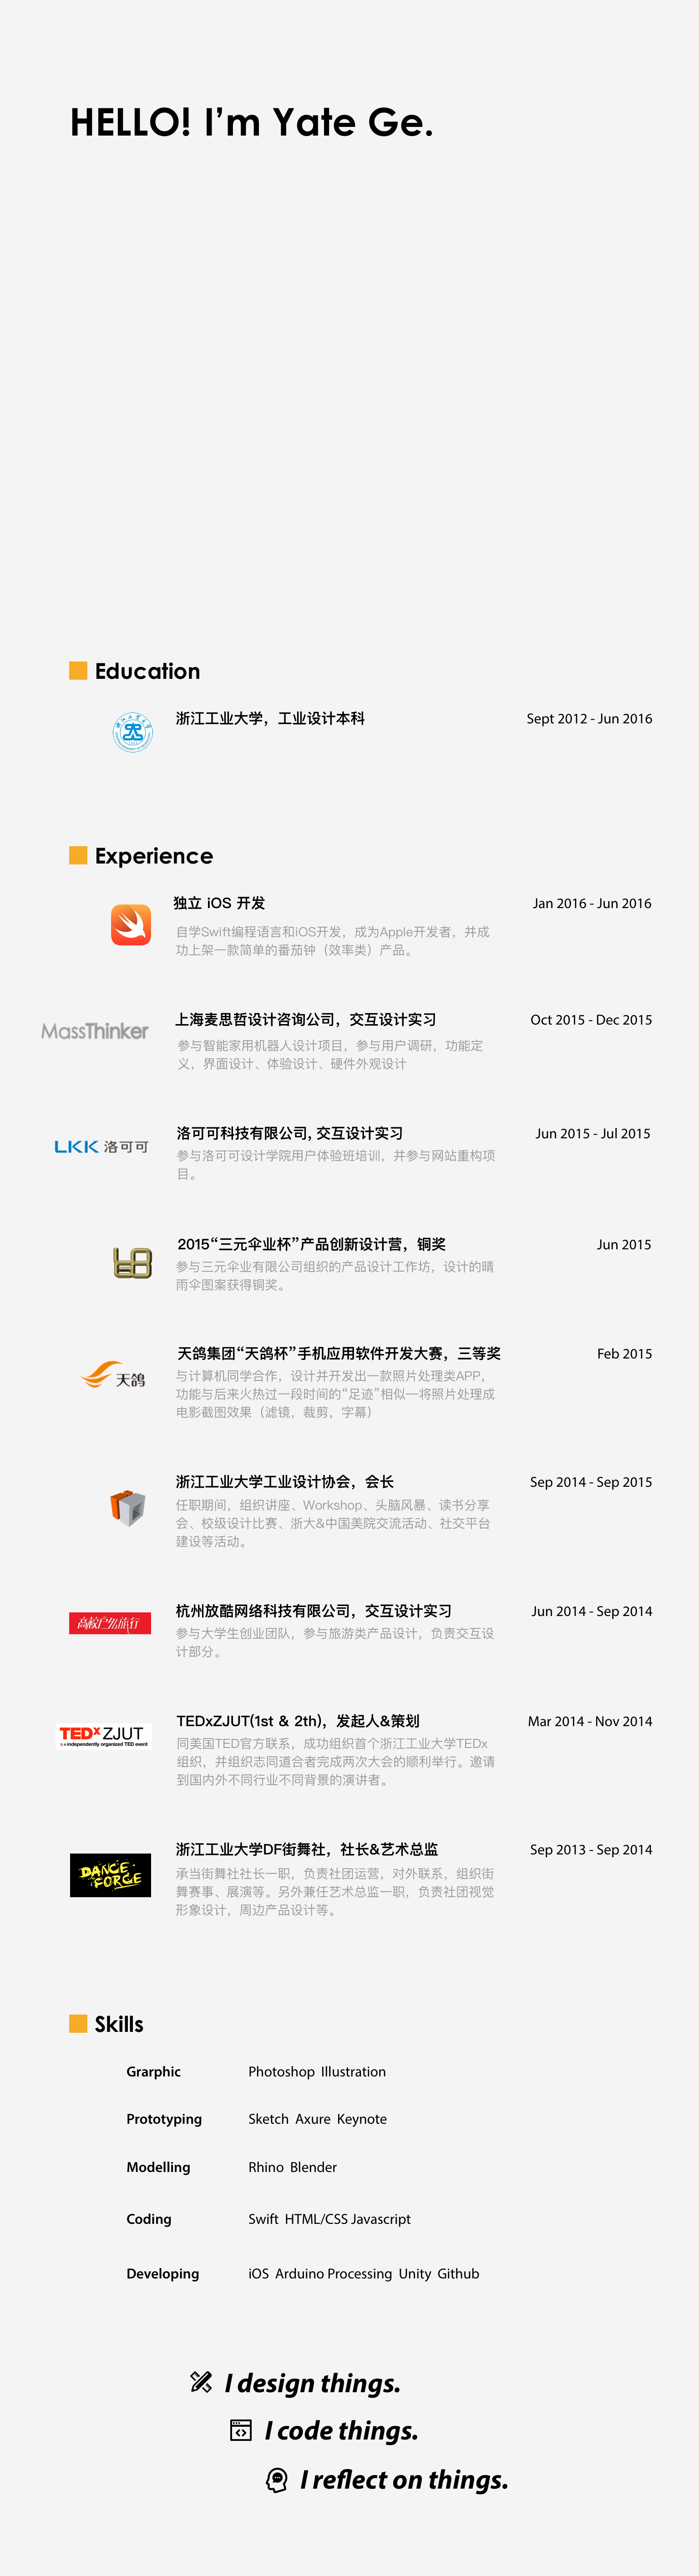 HELLO! I’m Yate Ge.
Education
浙江工业大学，工业设计本科
Sept 2012 - Jun 2016
Experience
独立 iOS 开发
Jan 2016 - Jun 2016
自学Swift编程语言和iOS开发，成为Apple开发者，并成
功上架一款简单的番茄钟（效率类）产品。
MassThinker
上海麦思哲设计咨询公司，交互设计实习
Oct 2015 - Dec 2015
参与智能家用机器人设计项目，参与用户调研，功能定
义，界面设计、体验设计、硬件外观设计
LKK 洛可可
洛可可科技有限公司, 交互设计实习
Jun 2015 - Jul 2015
参与洛可可设计学院用户体验班培训，并参与网站重构项
目。
2015“三元伞业杯”产品创新设计营，铜奖
Jun 2015
参与三元伞业有限公司组织的产品设计工作坊，设计的晴
雨伞图案获得铜奖。
天鸽
天鸽集团“天鸽杯”手机应用软件开发大赛，三等奖
Feb 2015
与计算机同学合作，设计并开发出一款照片处理类APP，
功能与后来火热过一段时间的“足迹”相似—将照片处理成
电影截图效果（滤镜，裁剪，字幕）
浙江工业大学工业设计协会，会长
Sep 2014 - Sep 2015
任职期间，组织讲座、Workshop、头脑风暴、读书分享
会、校级设计比赛、浙大&中国美院交流活动、社交平台
建设等活动。
高校户外旅行
杭州放酷网络科技有限公司，交互设计实习
Jun 2014 - Sep 2014
参与大学生创业团队，参与旅游类产品设计，负责交互设
计部分。
TEDx ZJUT
x = independently organized TED event
TEDxZJUT(1st & 2th)，发起人&策划
Mar 2014 - Nov 2014
同美国TED官方联系，成功组织首个浙江工业大学TEDx
组织，并组织志同道合者完成两次大会的顺利举行。邀请
到国内外不同行业不同背景的演讲者。
DANCE FORCE
浙江工业大学DF街舞社，社长&艺术总监
Sep 2013 - Sep 2014
承当街舞社社长一职，负责社团运营，对外联系，组织街
舞赛事、展演等。另外兼任艺术总监一职，负责社团视觉
形象设计，周边产品设计等。
Skills
Grarphic Photoshop Illustration
Prototyping Sketch Axure Keynote
Modelling Rhino Blender
Coding Swift HTML/CSS Javascript
Developing iOS Arduino Processing Unity Github
I design things.
I code things.
I reflect on things.